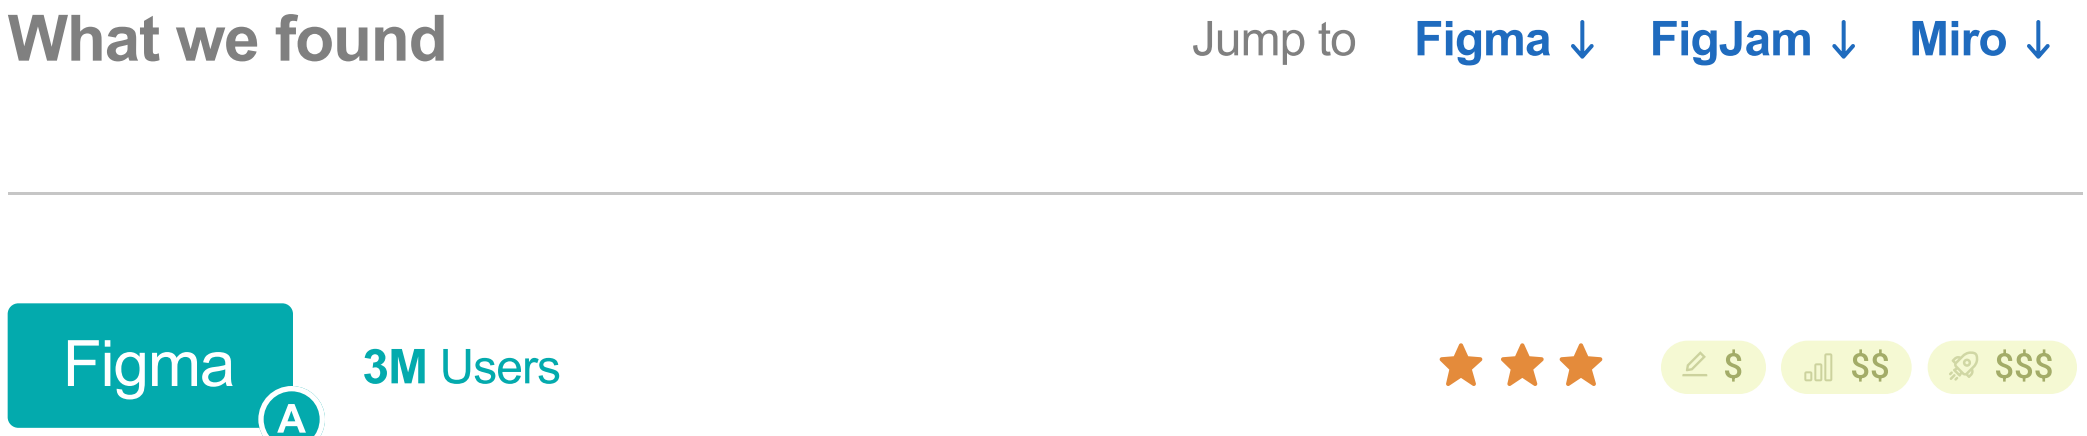 What we found
Jump to Figma ↓ FigJam ↓ Miro ↓
Figma 3M Users $ $$ $$$
A